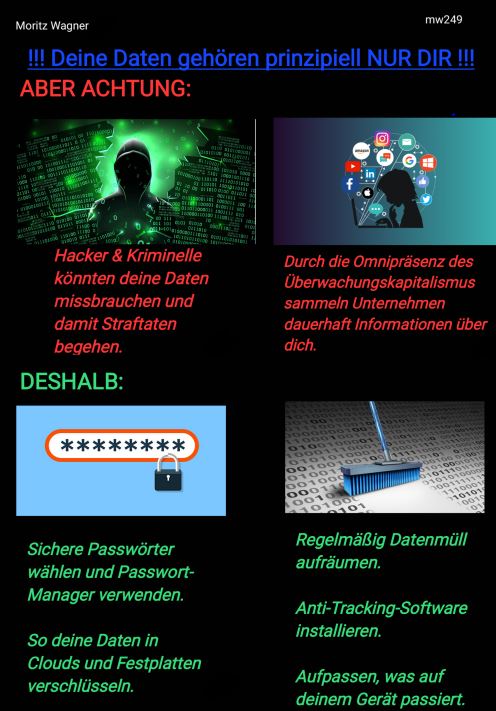 Moritz Wagner
mw249
!!! Deine Daten gehören prinzipiell NUR DIR !!!
ABER ACHTUNG:
amazon
Hacker & Kriminelle
könnten deine Daten
missbrauchen und
damit Straftaten
begehen.
Durch die Omnipräsenz des
Überwachungskapitalismus
sammeln Unternehmen
dauerhaft Informationen über
dich.
DESHALB:
********
Sichere Passwörter
wählen und Passwort-
Manager verwenden.
So deine Daten in
Clouds und Festplatten
verschlüsseln.
Regelmäßig Datenmüll
aufräumen.
Anti-Tracking-Software
installieren.
Aufpassen, was auf
deinem Gerät passiert.